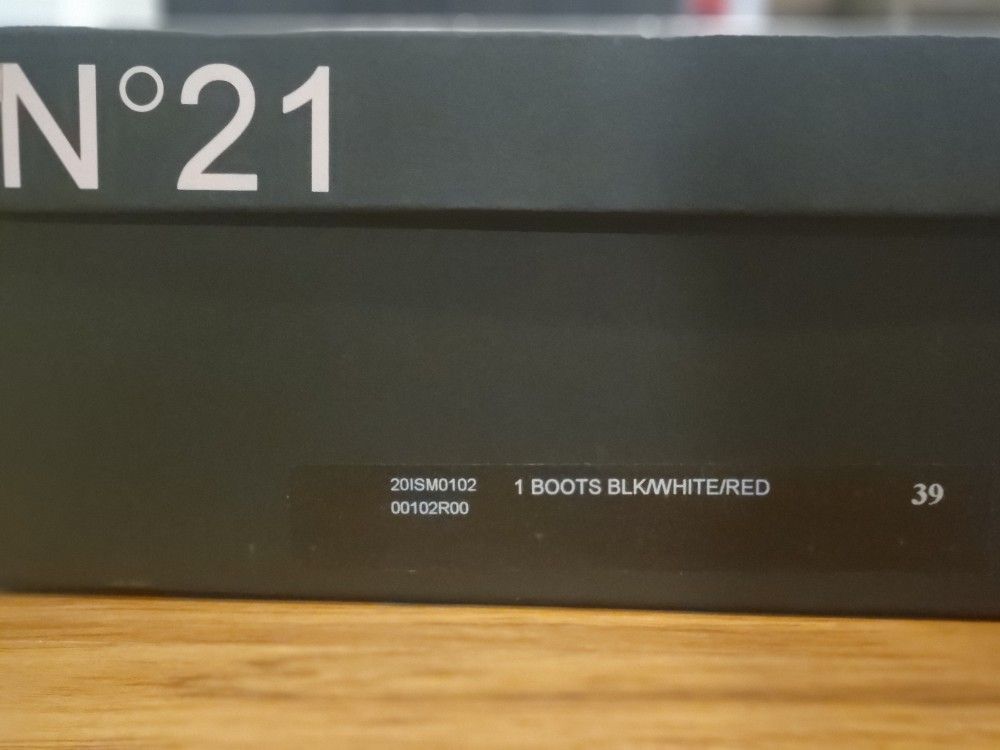 N°21
20ISM0102 1 BOOTS BLK/WHITE/RED 39
00102R00